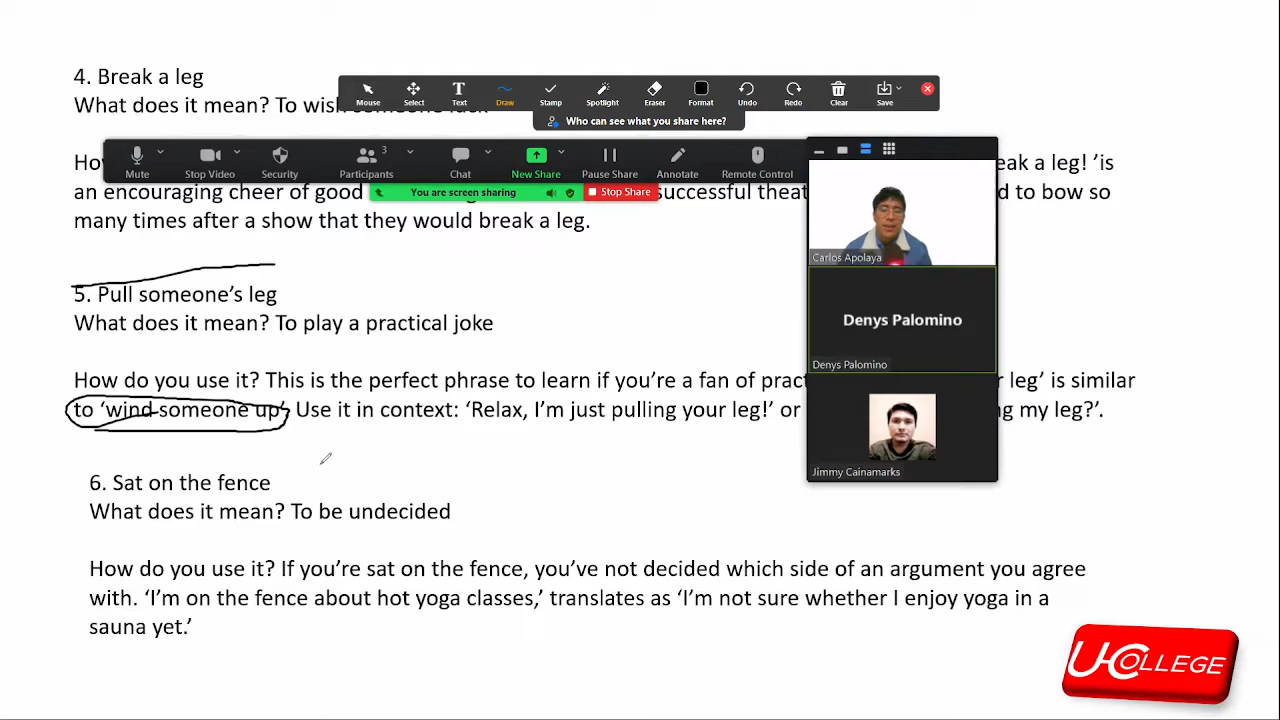 4. Break a leg
Mouse Select Text Draw Stamp Spotlight Eraser Format Undo Redo Clear Save
What does it mean? To wish someone luck
Who can see what you share here?
How eak a leg! ’is
3
Mute Stop Video Security Participants Chat New Share Pause Share Annotate Remote Control
an encouraging cheer of good successful theat d to bow so
You are screen sharing Stop Share
many times after a show that they would break a leg.
Carlos Apolaya
5. Pull someone’s leg
What does it mean? To play a practical joke
Denys Palomino
Denys Palomino
How do you use it? This is the perfect phrase to learn if you’re a fan of pract r leg’ is similar
to ‘wind someone up’. Use it in context: ‘Relax, I’m just pulling your leg!’ or g my leg?’.
Jimmy Cainamarks
6. Sat on the fence
What does it mean? To be undecided
How do you use it? If you’re sat on the fence, you’ve not decided which side of an argument you agree
with. ‘I’m on the fence about hot yoga classes,’ translates as ‘I’m not sure whether I enjoy yoga in a
sauna yet.’
U-COLLEGE